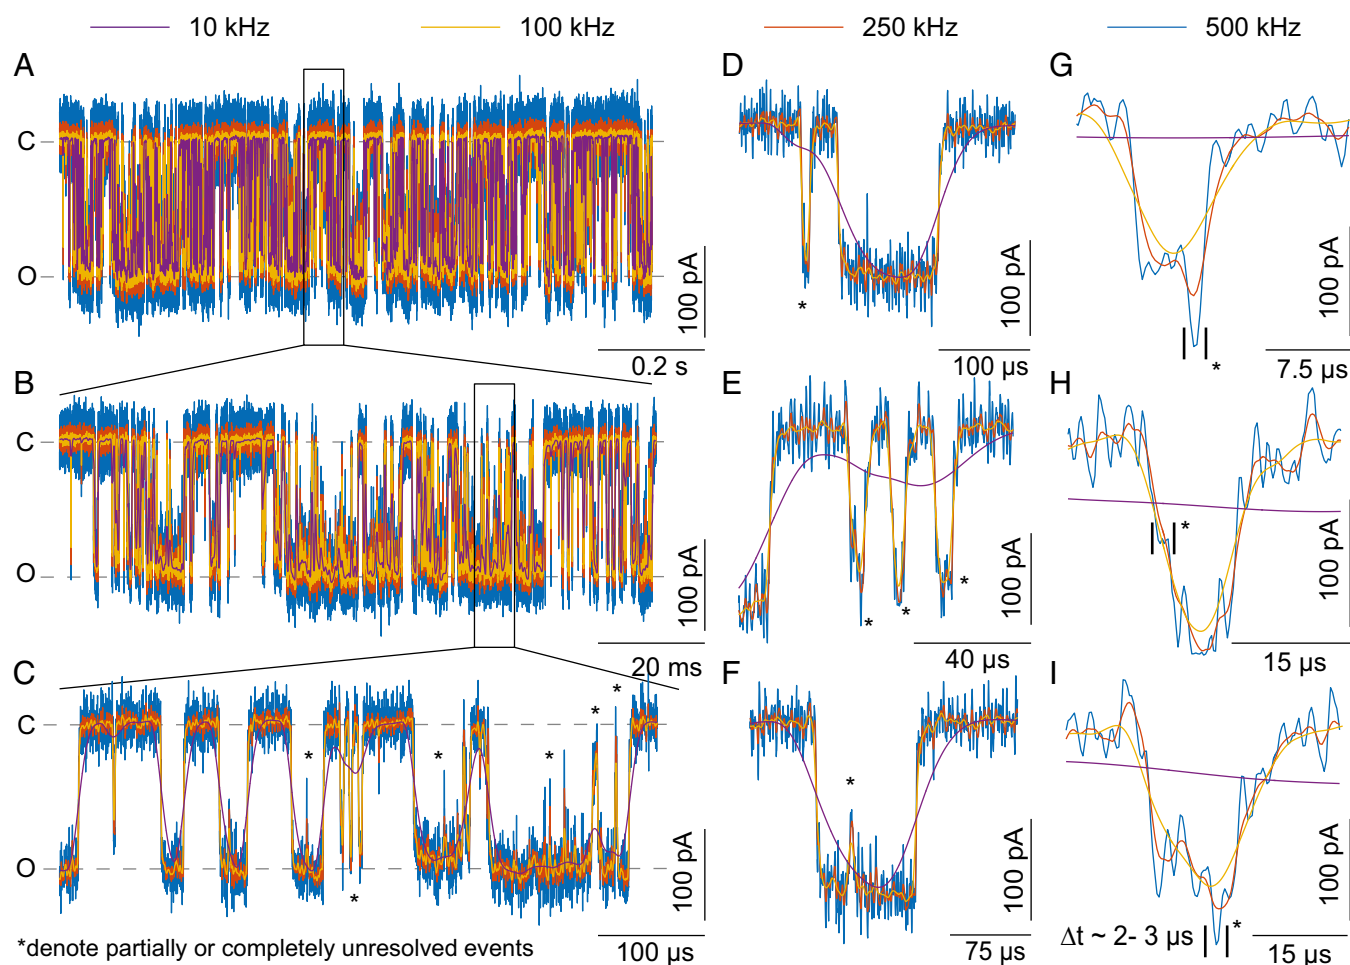 10 kHz
100 kHz
250 kHz
500 kHz
A
C
O
100 pA
0.2 s
B
C
O
100 pA
20 ms
C
C
O
*
*
*
*
*
*
100 pA
100 µs
*denote partially or completely unresolved events
D
*
100 pA
100 µs
E
*
*
*
100 pA
40 µs
F
*
100 pA
75 µs
G
*
100 pA
7.5 µs
H
*
100 pA
15 µs
I
*
100 pA
Δt ~ 2- 3 µs
15 µs